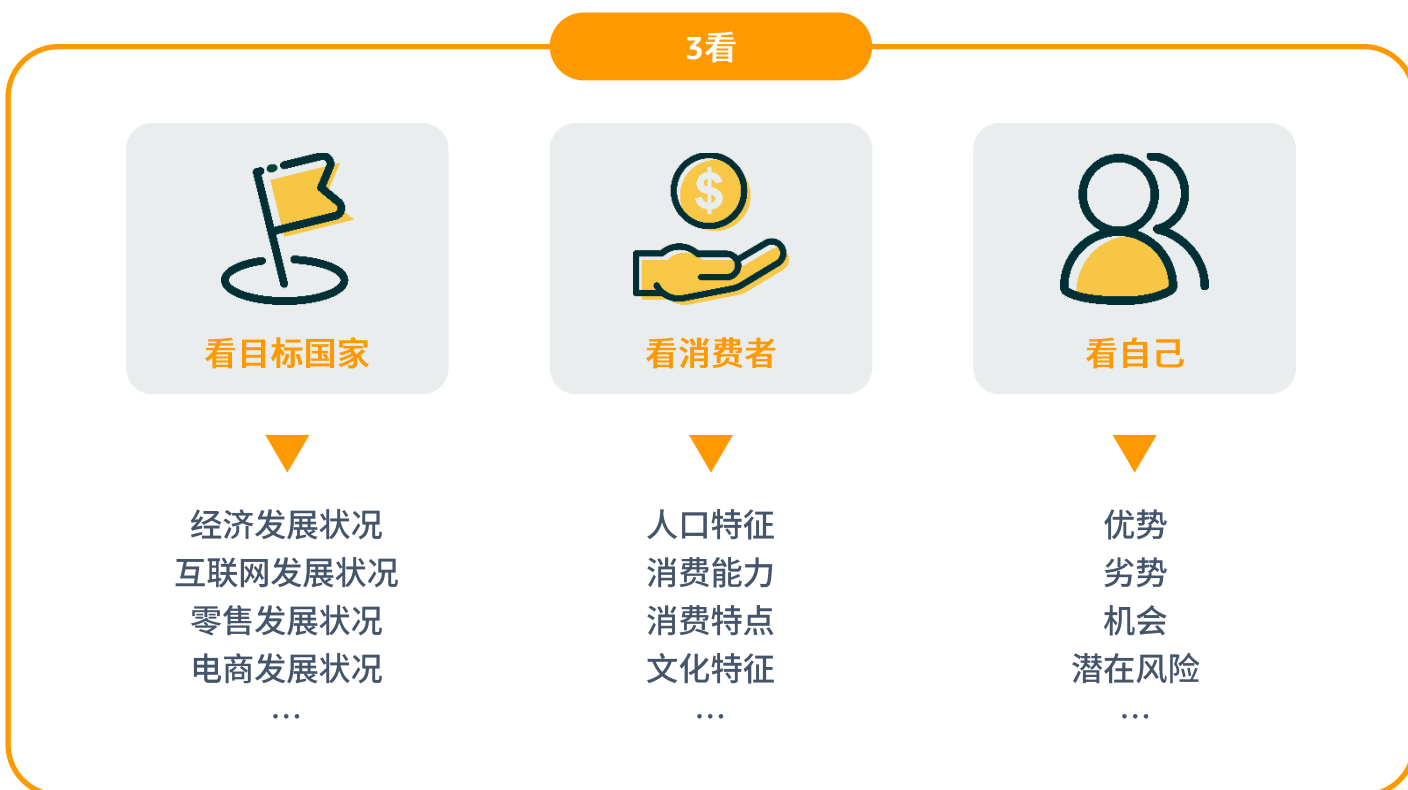 3看
看目标国家
经济发展状况
互联网发展状况
零售发展状况
电商发展状况
…
$
看消费者
人口特征
消费能力
消费特点
文化特征
…
看自己
优势
劣势
机会
潜在风险
…